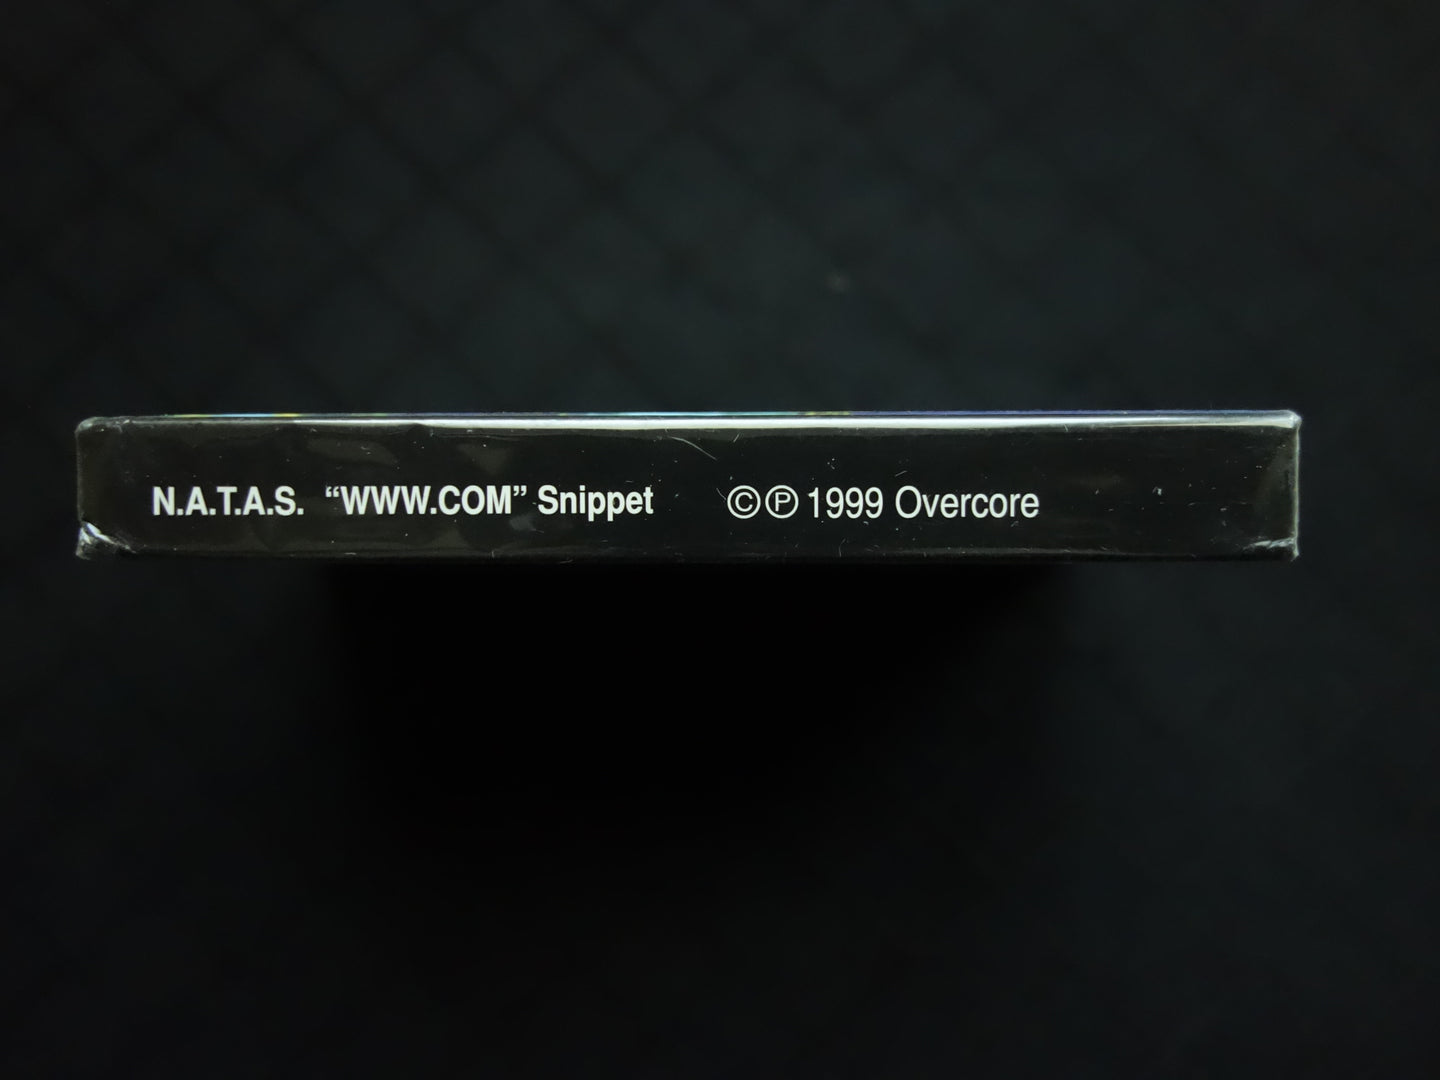 N.A.T.A.S. “WWW.COM” Snippet ©℗ 1999 Overcore